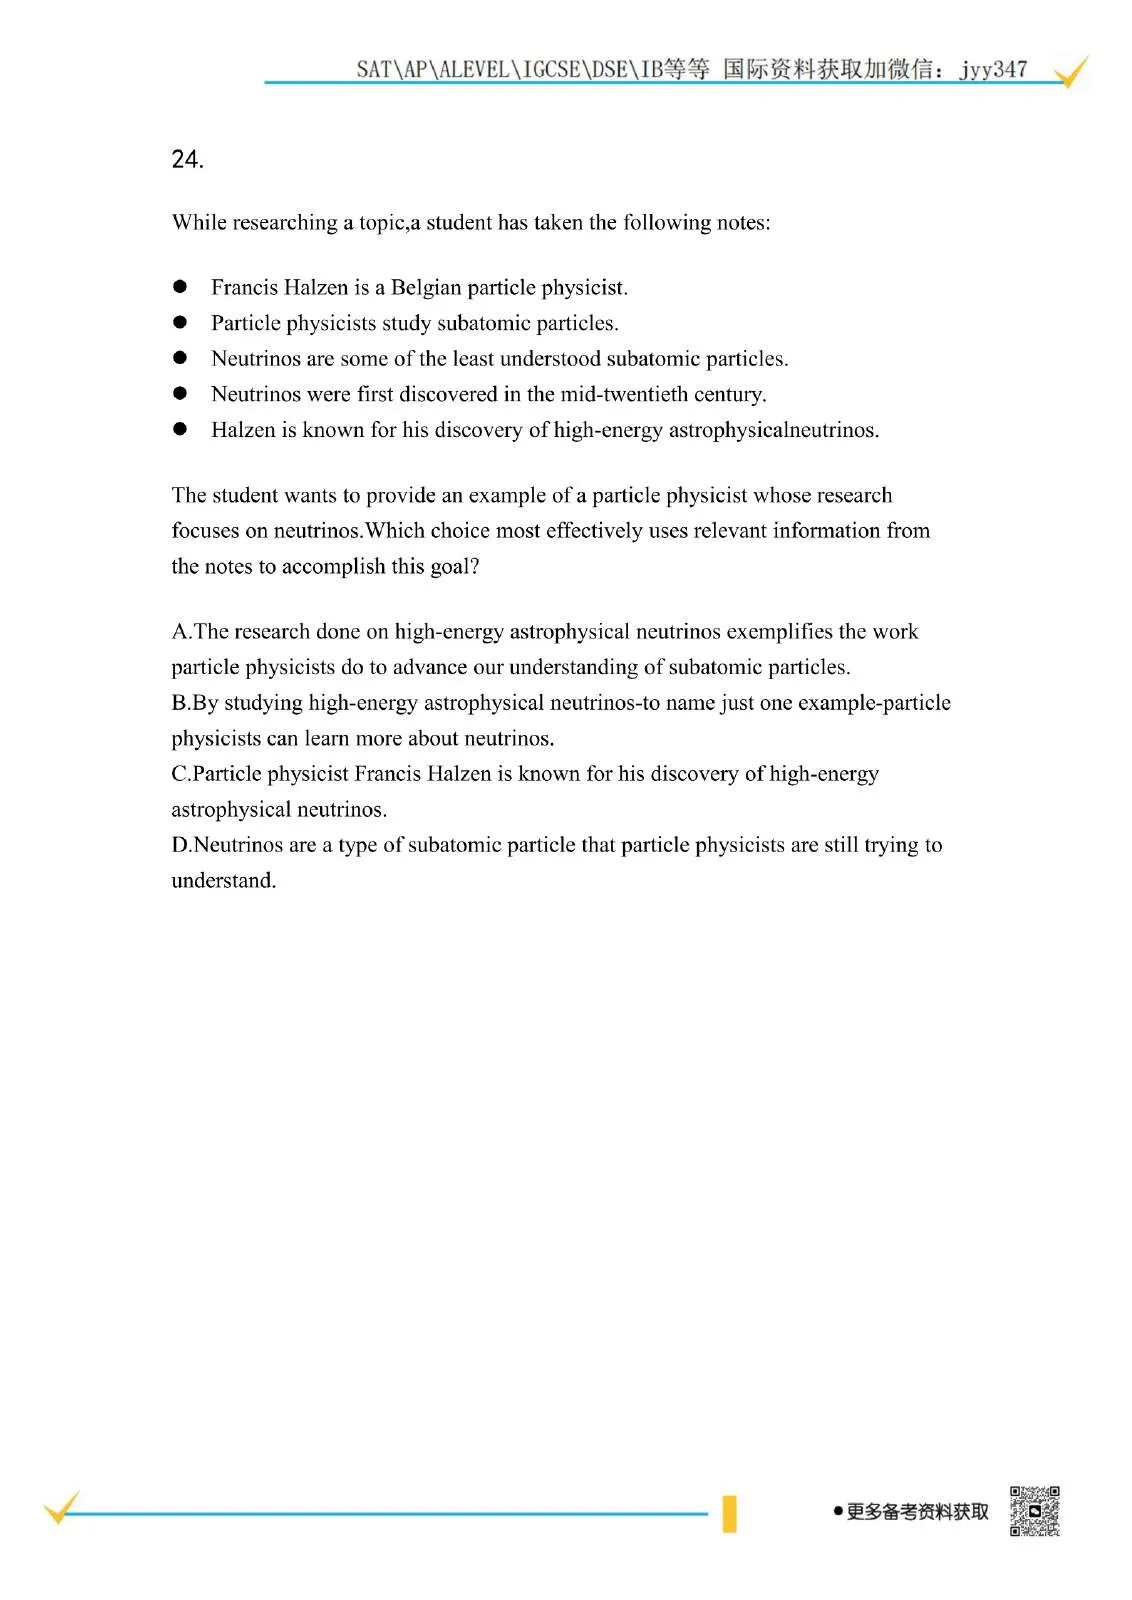 SAT\AP\ALEVEL\IGCSE\DSE\IB等等 国际资料获取加微信：jyy347
24.
While researching a topic,a student has taken the following notes:
● Francis Halzen is a Belgian particle physicist.
● Particle physicists study subatomic particles.
● Neutrinos are some of the least understood subatomic particles.
● Neutrinos were first discovered in the mid-twentieth century.
● Halzen is known for his discovery of high-energy astrophysicalneutrinos.
The student wants to provide an example of a particle physicist whose research
focuses on neutrinos.Which choice most effectively uses relevant information from
the notes to accomplish this goal?
A.The research done on high-energy astrophysical neutrinos exemplifies the work
particle physicists do to advance our understanding of subatomic particles.
B.By studying high-energy astrophysical neutrinos-to name just one example-particle
physicists can learn more about neutrinos.
C.Particle physicist Francis Halzen is known for his discovery of high-energy
astrophysical neutrinos.
D.Neutrinos are a type of subatomic particle that particle physicists are still trying to
understand.
●更多备考资料获取